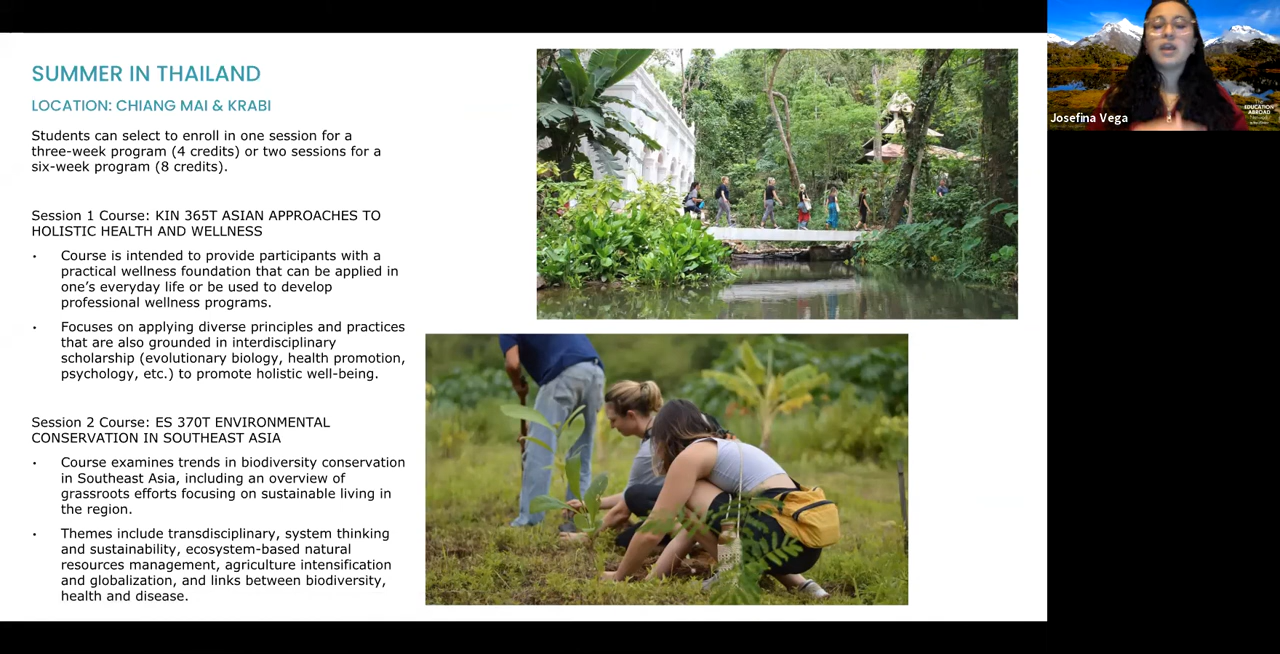 SUMMER IN THAILAND
LOCATION: CHIANG MAI & KRABI
Students can select to enroll in one session for a
three-week program (4 credits) or two sessions for a
six-week program (8 credits).
Session 1 Course: KIN 365T ASIAN APPROACHES TO
HOLISTIC HEALTH AND WELLNESS
• Course is intended to provide participants with a
practical wellness foundation that can be applied in
one’s everyday life or be used to develop
professional wellness programs.
• Focuses on applying diverse principles and practices
that are also grounded in interdisciplinary
scholarship (evolutionary biology, health promotion,
psychology, etc.) to promote holistic well-being.
Session 2 Course: ES 370T ENVIRONMENTAL
CONSERVATION IN SOUTHEAST ASIA
• Course examines trends in biodiversity conservation
in Southeast Asia, including an overview of
grassroots efforts focusing on sustainable living in
the region.
• Themes include transdisciplinary, system thinking
and sustainability, ecosystem-based natural
resources management, agriculture intensification
and globalization, and links between biodiversity,
health and disease.
Josefina Vega
EDUCATION
ABROAD